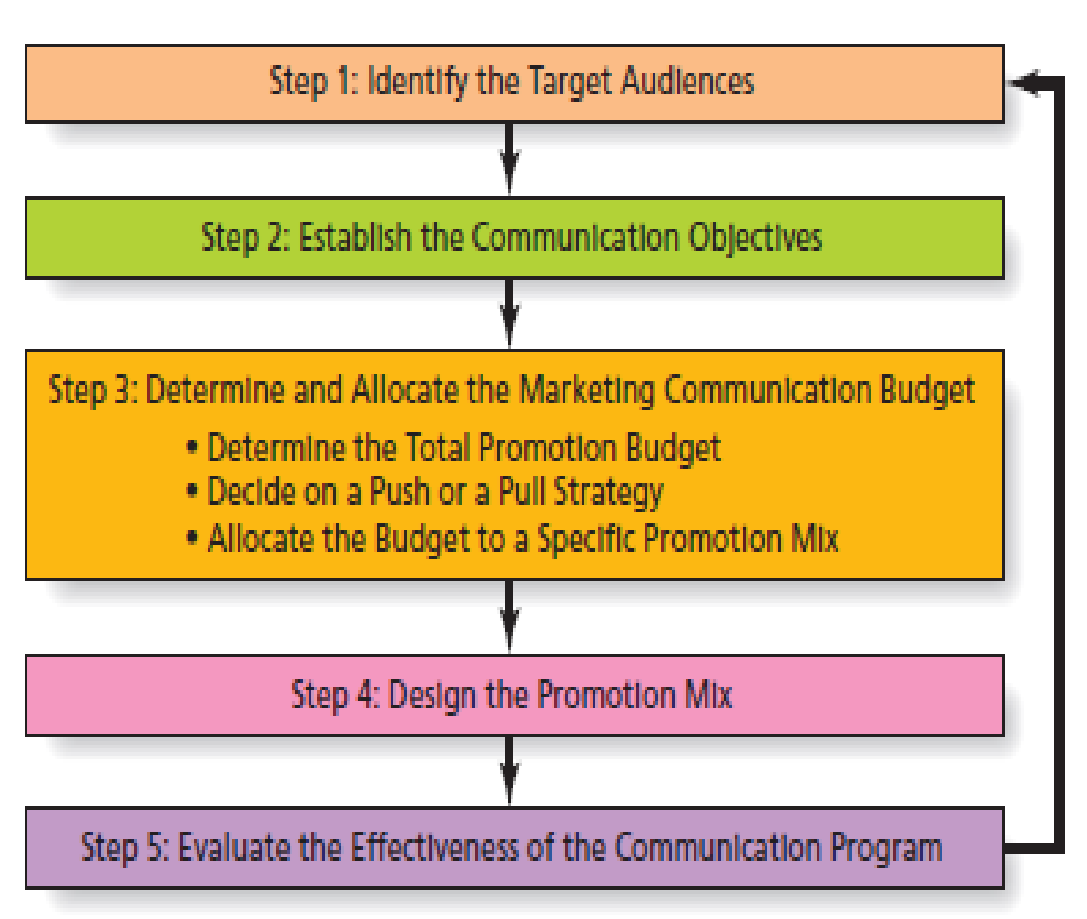 Step 1: Identify the Target Audiences
Step 2: Establish the Communication Objectives
Step 3: Determine and Allocate the Marketing Communication Budget
• Determine the Total Promotion Budget
• Decide on a Push or a Pull Strategy
• Allocate the Budget to a Specific Promotion Mix
Step 4: Design the Promotion Mix
Step 5: Evaluate the Effectiveness of the Communication Program